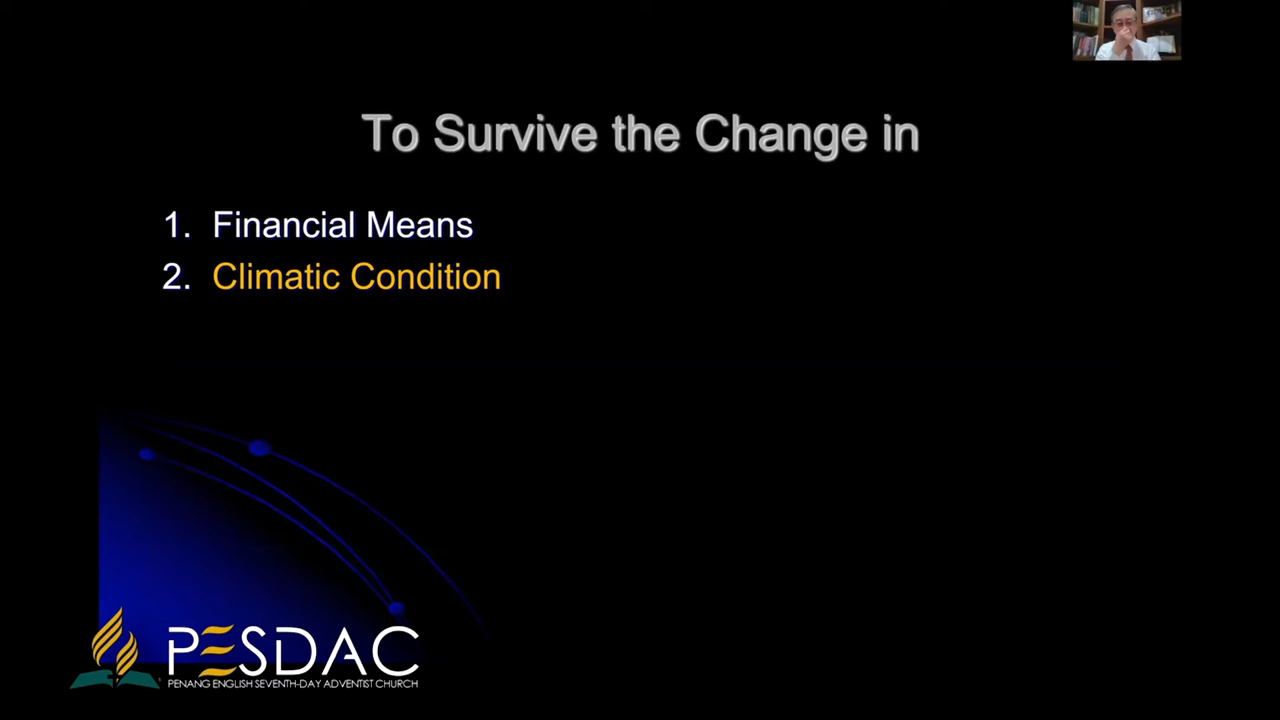 To Survive the Change in
1. Financial Means
2. Climatic Condition
PESDAC
PENANG ENGLISH SEVENTH-DAY ADVENTIST CHURCH